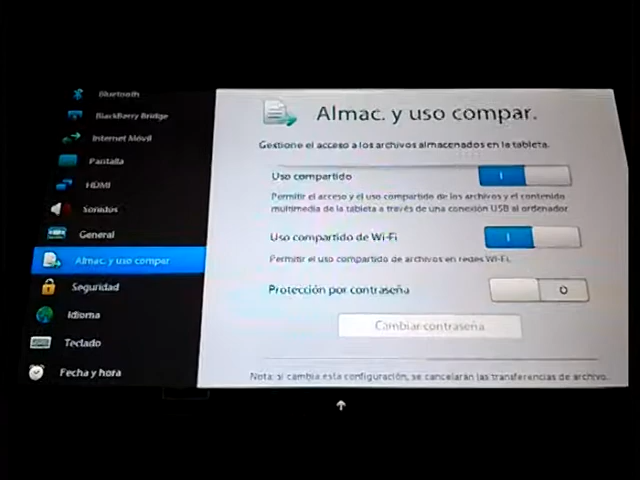 Bluetooth
BlackBerry Bridge
Internet Móvil
Pantalla
HDMI
Sonidos
General
Almac. y uso compar
Seguridad
Idioma
Teclado
Fecha y hora
Almac. y uso compar.
Gestione el acceso a los archivos almacenados en la tableta.
Uso compartido
Permitir el acceso y el uso compartido de los archivos y el contenido
multimedia de la tableta a través de una conexión USB al ordenador.
Uso compartido de Wi-Fi
Permitir el uso compartido de archivos en redes Wi-Fi.
Protección por contraseña
Cambiar contraseña
Nota: si cambia esta configuración, se cancelarán las transferencias de archivo.